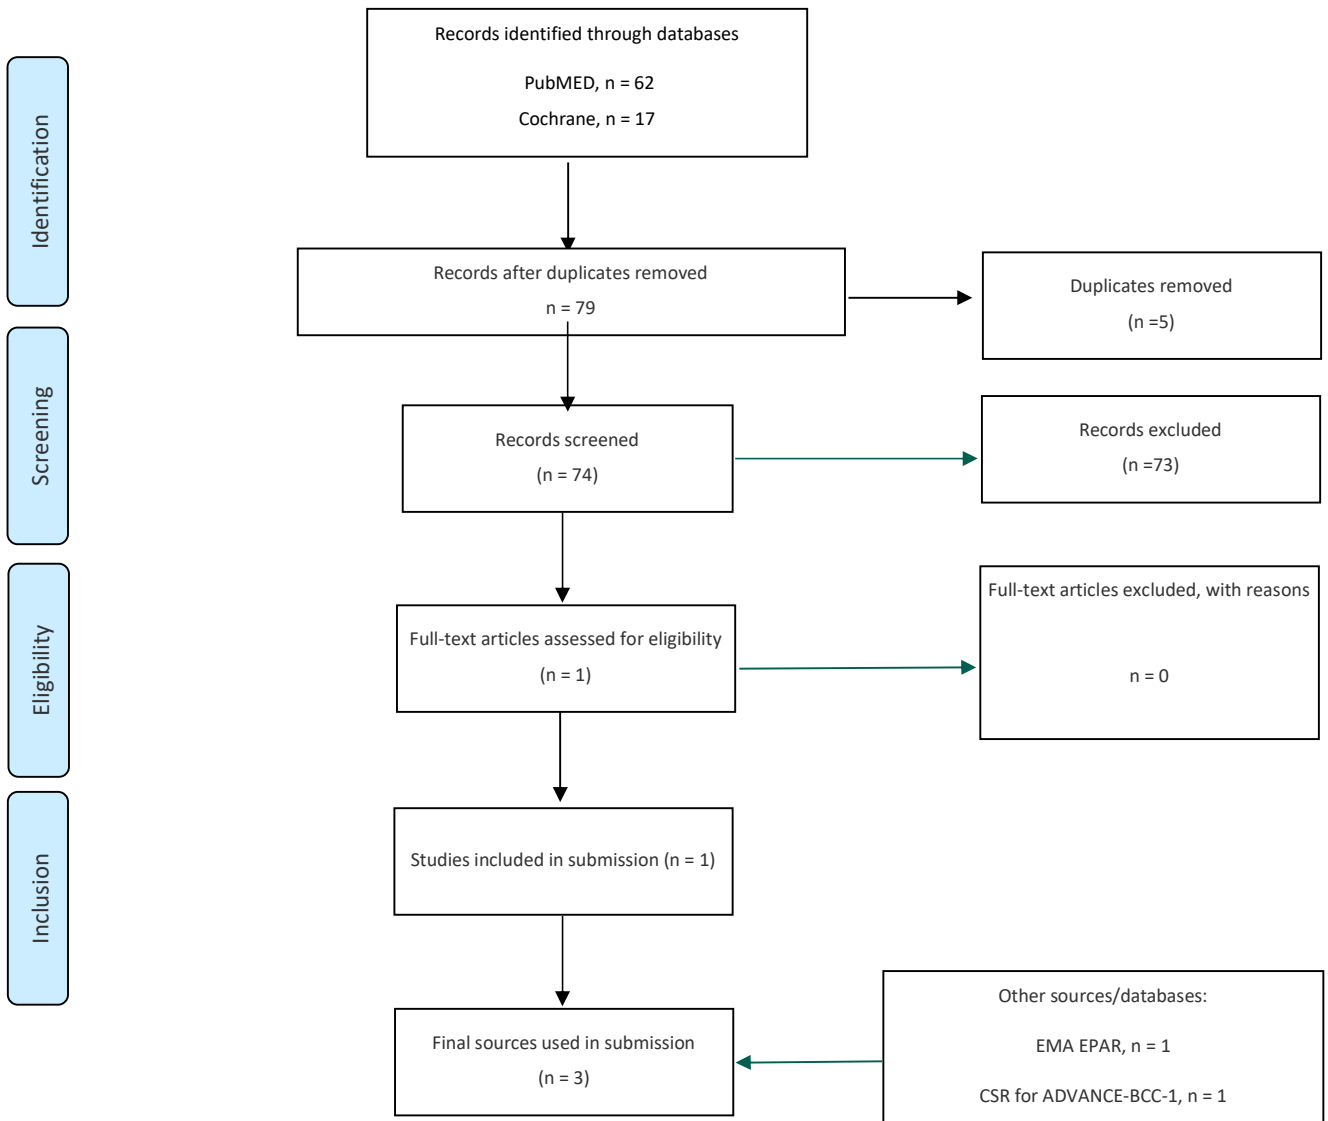 Records identified through databases
PubMED, n = 62
Cochrane, n = 17
Identification
Records after duplicates removed
n = 79
Duplicates removed
(n =5)
Screening
Records screened
(n = 74)
Records excluded
(n =73)
Eligibility
Full-text articles assessed for eligibility
(n = 1)
Full-text articles excluded, with reasons
n = 0
Inclusion
Studies included in submission (n = 1)
Final sources used in submission
(n = 3)
Other sources/databases:
EMA EPAR, n = 1
CSR for ADVANCE-BCC-1, n = 1